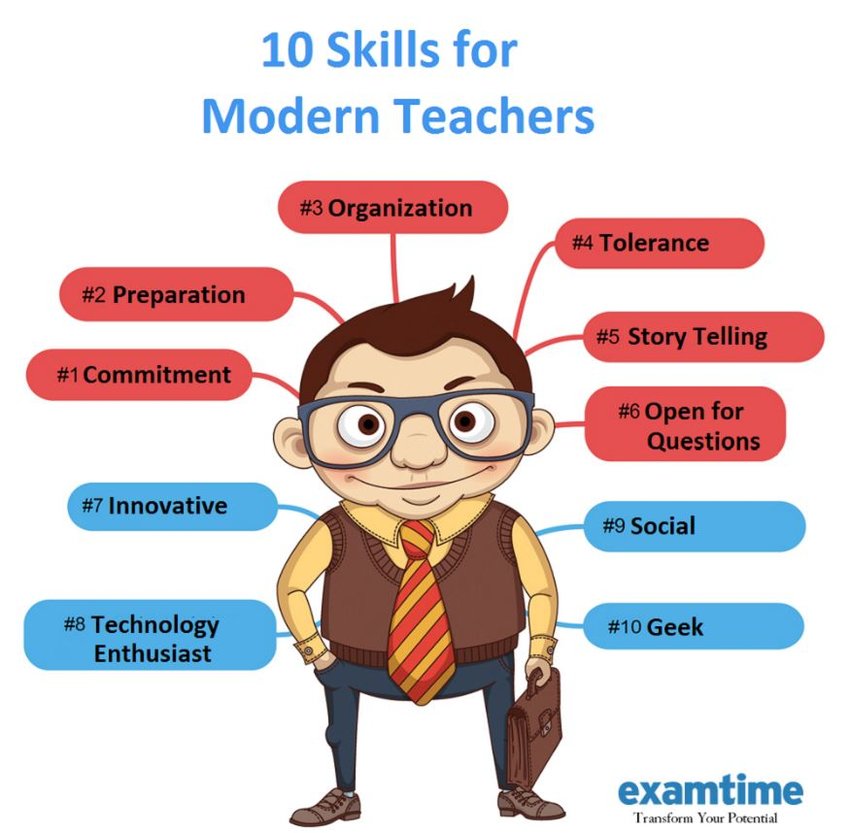 10 Skills for
Modern Teachers
#3 Organization
#4 Tolerance
#2 Preparation
#5 Story Telling
#1 Commitment
#6 Open for
Questions
#7 Innovative
#9 Social
#8 Technology
Enthusiast
#10 Geek
examtime
Transform Your Potential